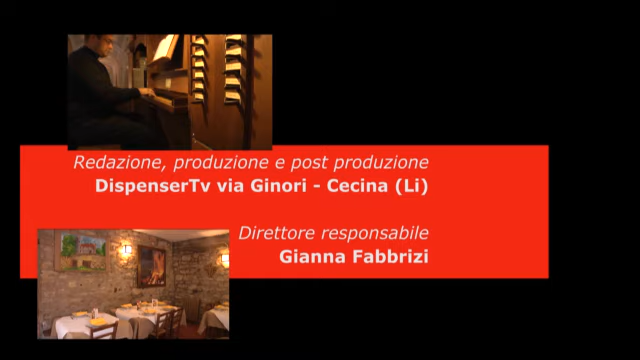 Redazione, produzione e post produzione
DispenserTv via Ginori - Cecina (Li)
Direttore responsabile
Gianna Fabbrizi